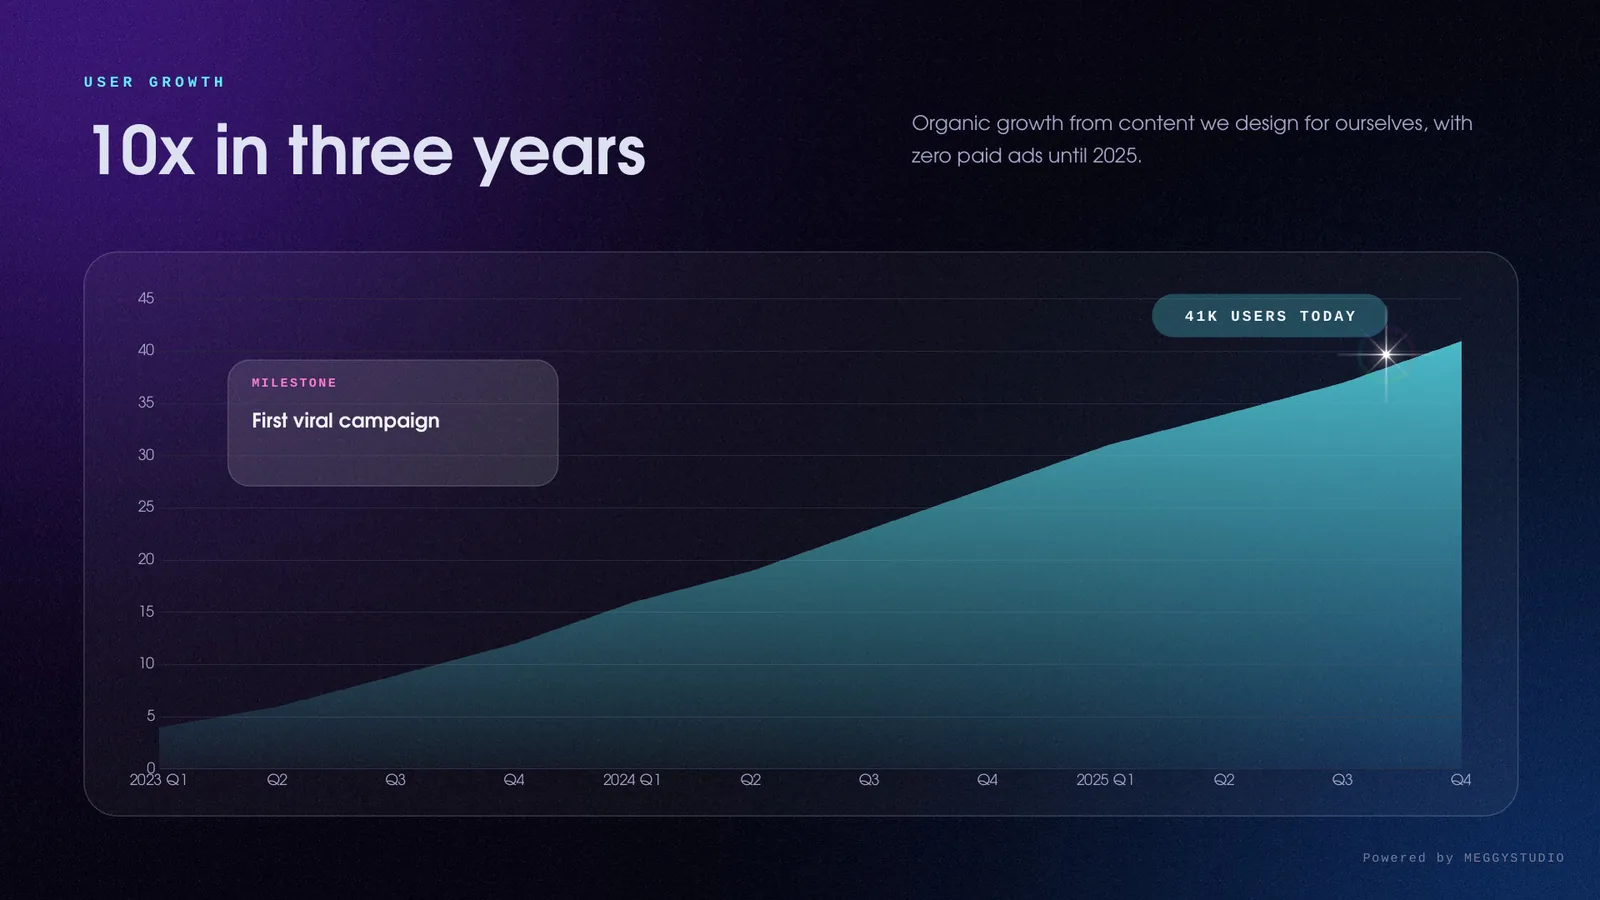 USER GROWTH
10x in three years
Organic growth from content we design for ourselves, with
zero paid ads until 2025.
45
41K USERS TODAY
40
MILESTONE
35
First viral campaign
30
25
20
15
10
5
0
2023 Q1 Q2 Q3 Q4 2024 Q1 Q2 Q3 Q4 2025 Q1 Q2 Q3 Q4
Powered by MEGGYSTUDIO